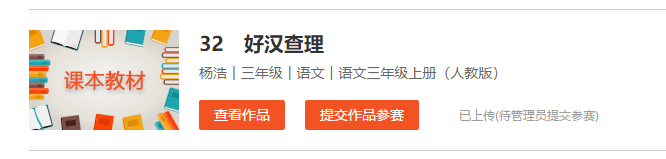 课本教材
32 好汉查理
杨浩 | 三年级 | 语文 | 语文三年级上册（人教版）
查看作品 提交作品参赛 已上传(待管理员提交参赛)